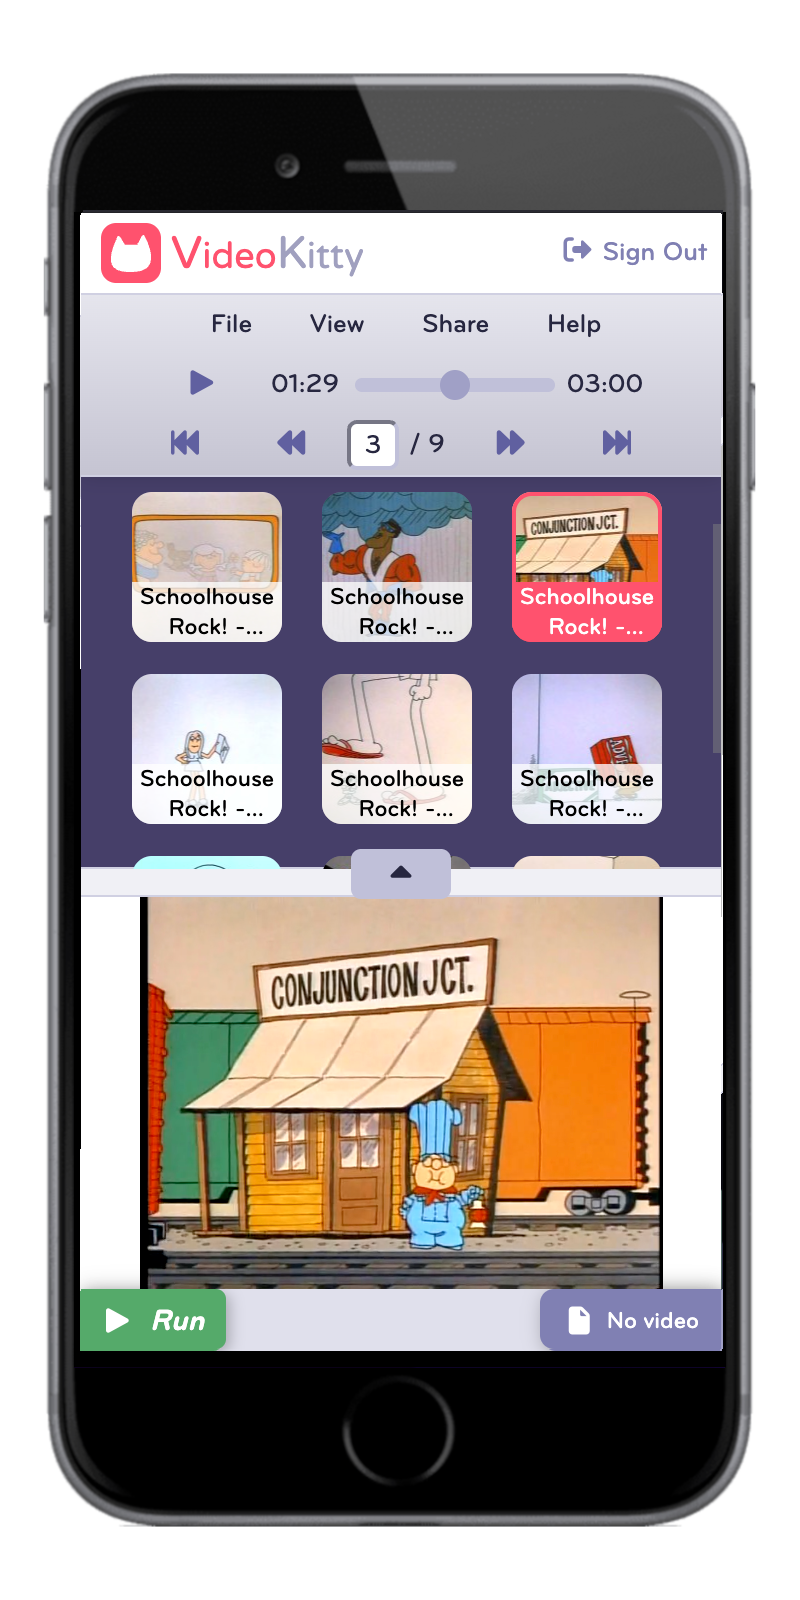 VideoKitty
Sign Out
File View Share Help
01:29 03:00
3 / 9
CONJUNCTION JCT.
Schoolhouse
Rock! -...
Schoolhouse
Rock! -...
Schoolhouse
Rock! -...
Schoolhouse
Rock! -...
Schoolhouse
Rock! -...
Schoolhouse
Rock! -...
CONJUNCTION JCT.
Run
No video